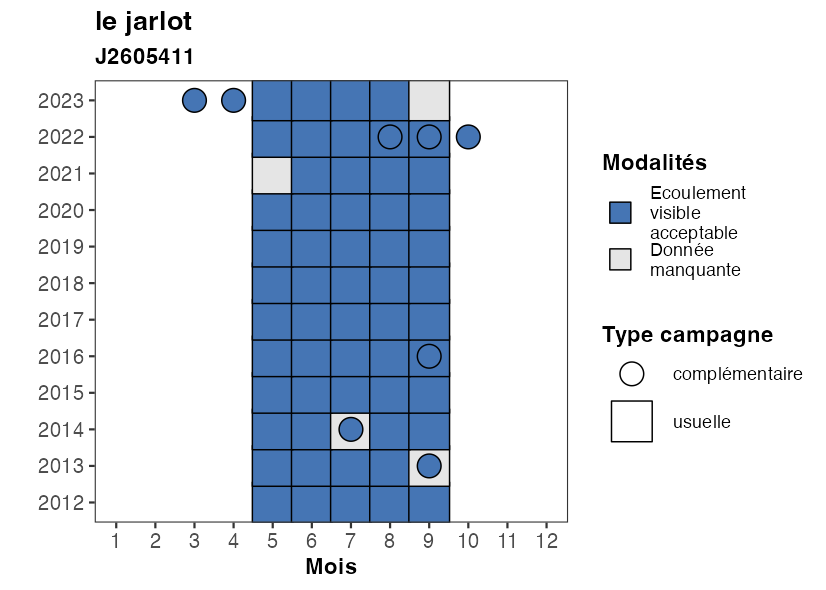 le jarlot
J2605411
2023
2022
2021
2020
2019
2018
2017
2016
2015
2014
2013
2012
1 2 3 4 5 6 7 8 9 10 11 12
Mois
Modalités
Ecoulement
visible
acceptable
Donnée
manquante
Type campagne
complémentaire
usuelle